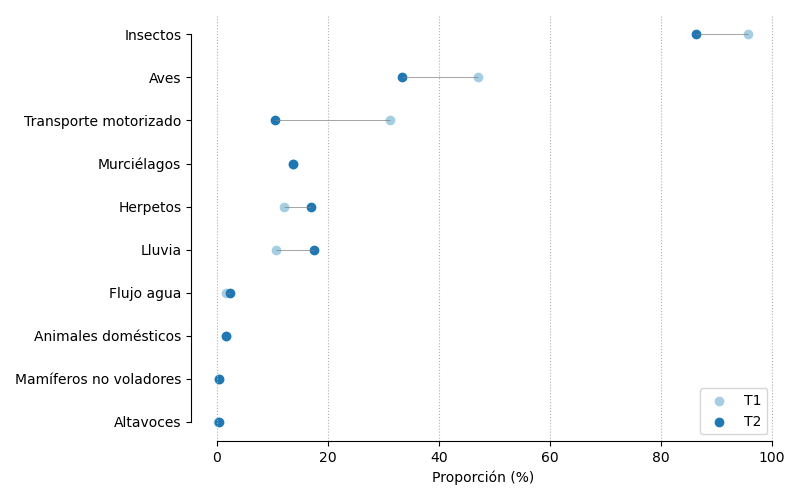 Insectos
Aves
Transporte motorizado
Murciélagos
Herpetos
Lluvia
Flujo agua
Animales domésticos
Mamíferos no voladores
Altavoces
T1
T2
0 20 40 60 80 100
Proporción (%)